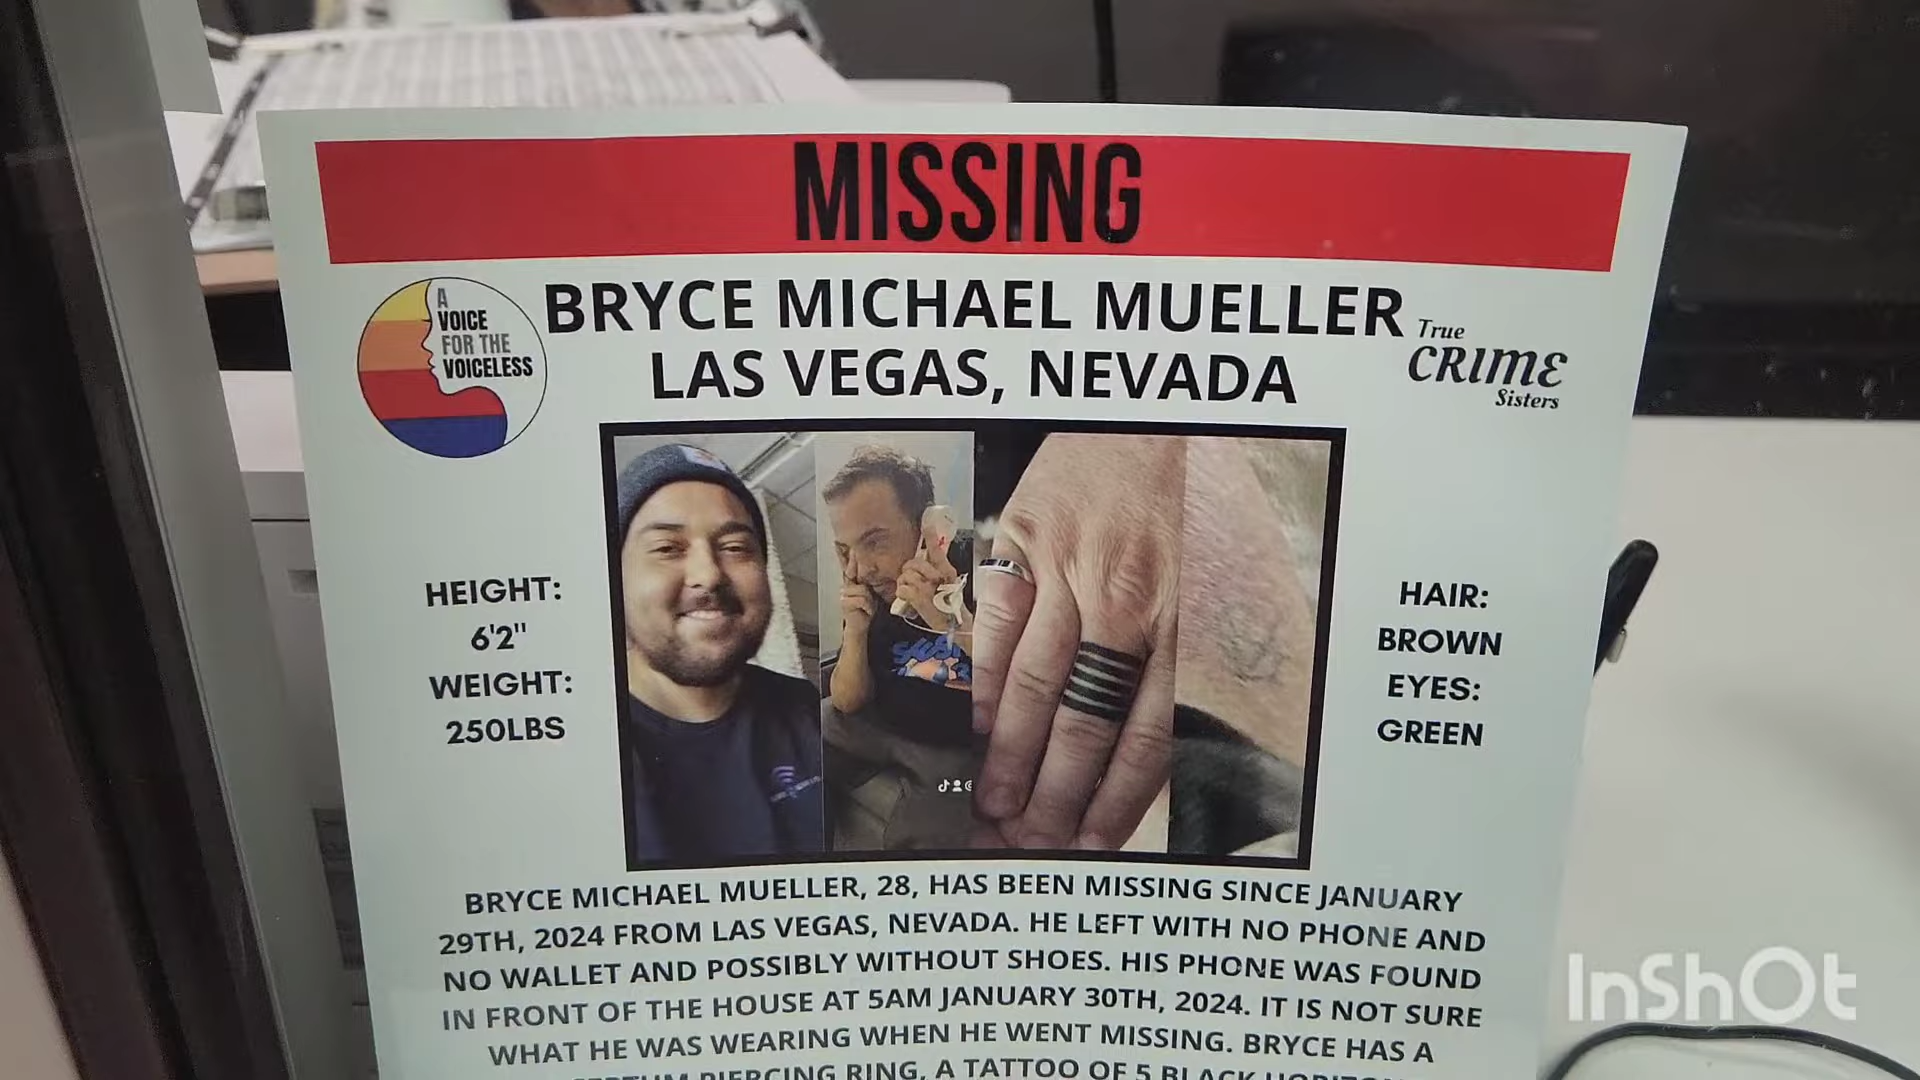 MISSING
BRYCE MICHAEL MUELLER
LAS VEGAS, NEVADA
A
VOICE
FOR THE
VOICELESS
True
CRIME
Sisters
HEIGHT:
6'2"
WEIGHT:
250LBS
HAIR:
BROWN
EYES:
GREEN
BRYCE MICHAEL MUELLER, 28, HAS BEEN MISSING SINCE JANUARY
29TH, 2024 FROM LAS VEGAS, NEVADA. HE LEFT WITH NO PHONE AND
NO WALLET AND POSSIBLY WITHOUT SHOES. HIS PHONE WAS FOUND
IN FRONT OF THE HOUSE AT 5AM JANUARY 30TH, 2024. IT IS NOT SURE
WHAT HE WAS WEARING WHEN HE WENT MISSING. BRYCE HAS A
PIERCING RING, A TATTOO OF 5 BLACK
InShOt